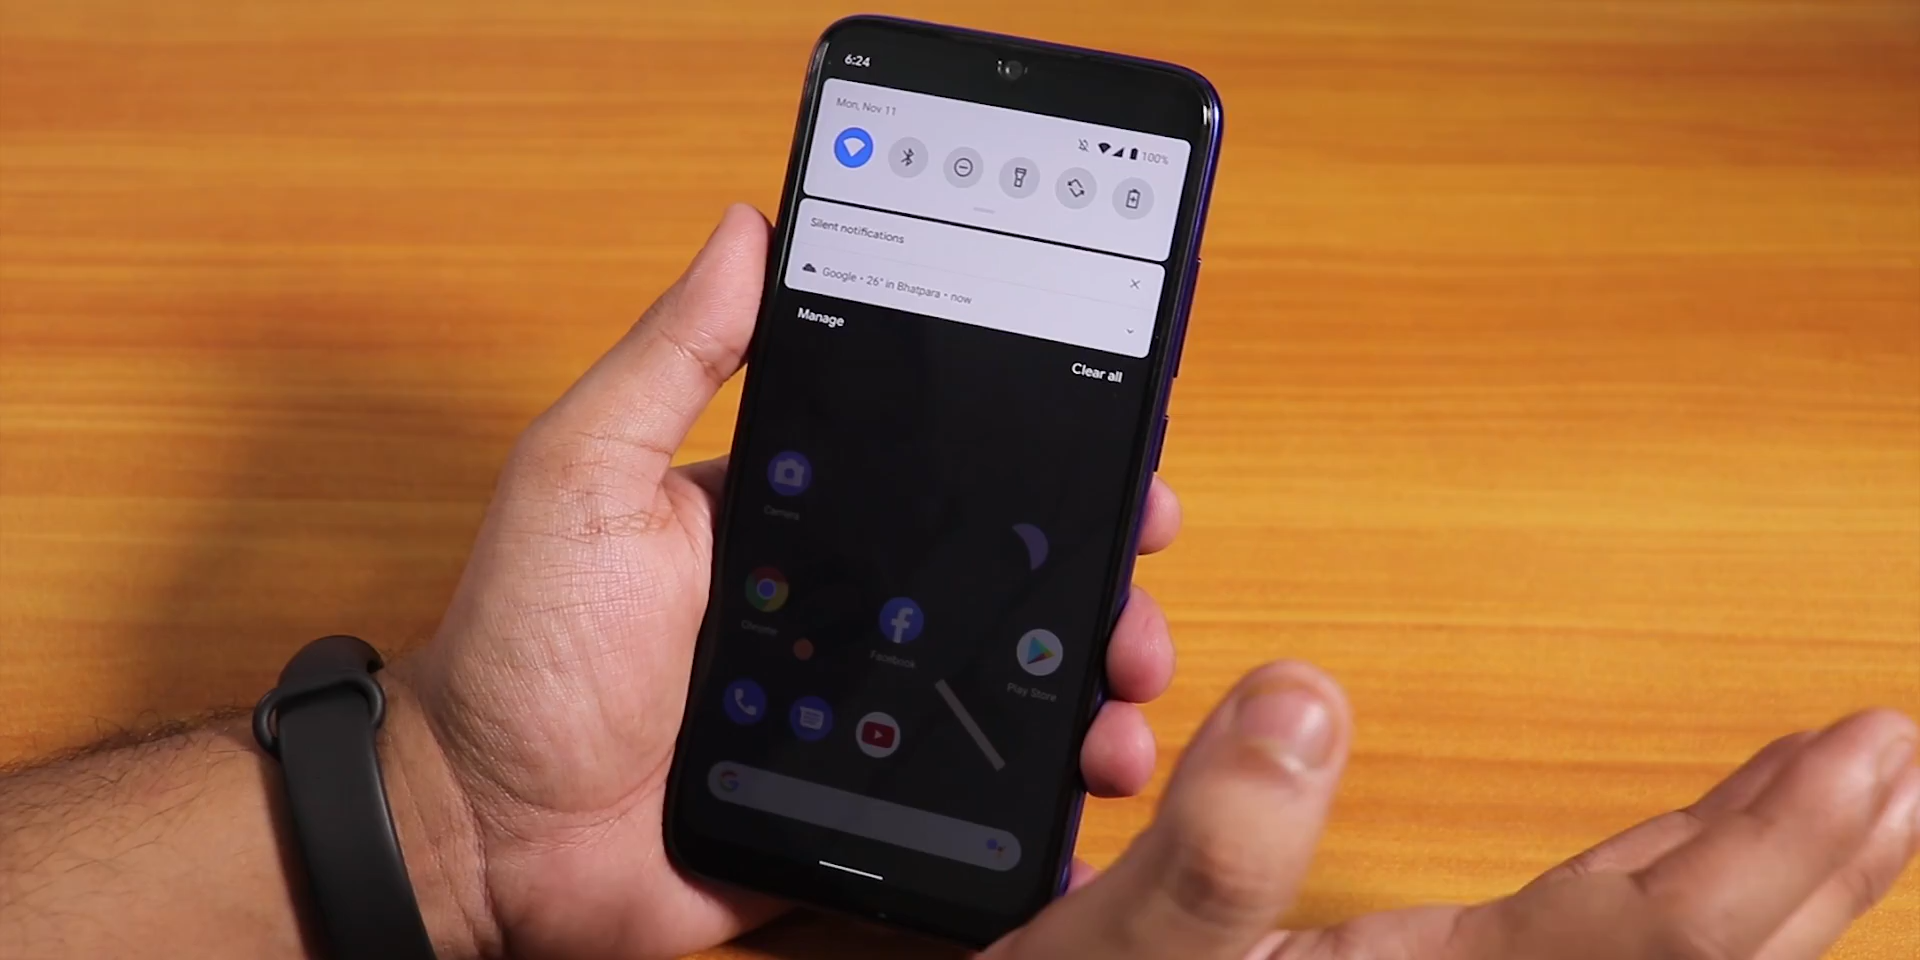 6:24
Mon, Nov 11
100%
Silent notifications
Google • 26° in Bhatpara • now
Manage
Clear all
Camera
Chrome
Facebook
Play Store